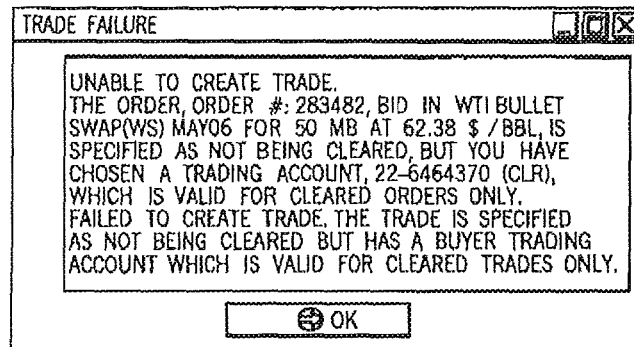 TRADE FAILURE
UNABLE TO CREATE TRADE.
THE ORDER, ORDER #: 283482, BID IN WTI BULLET
SWAP(WS) MAY06 FOR 50 MB AT 62.38 $ /BBL, IS
SPECIFIED AS NOT BEING CLEARED, BUT YOU HAVE
CHOSEN A TRADING ACCOUNT, 22-6464370 (CLR),
WHICH IS VALID FOR CLEARED ORDERS ONLY.
FAILED TO CREATE TRADE. THE TRADE IS SPECIFIED
AS NOT BEING CLEARED BUT HAS A BUYER TRADING
ACCOUNT WHICH IS VALID FOR CLEARED TRADES ONLY.
OK